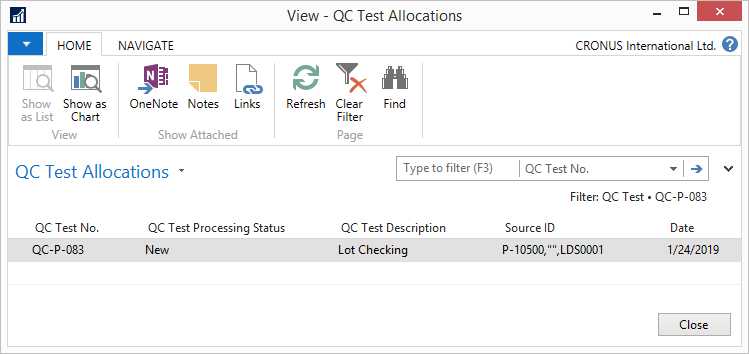 View - QC Test Allocations
HOME NAVIGATE CRONUS International Ltd. ?
Show as List
Show as Chart
OneNote Notes Links Refresh
Clear Filter
Find
View Show Attached Page
QC Test Allocations
Type to filter (F3) QC Test No.
Filter: QC Test • QC-P-083
QC Test No. QC Test Processing Status QC Test Description Source ID Date
QC-P-083 New Lot Checking P-10500,"",LDS0001 1/24/2019
Close